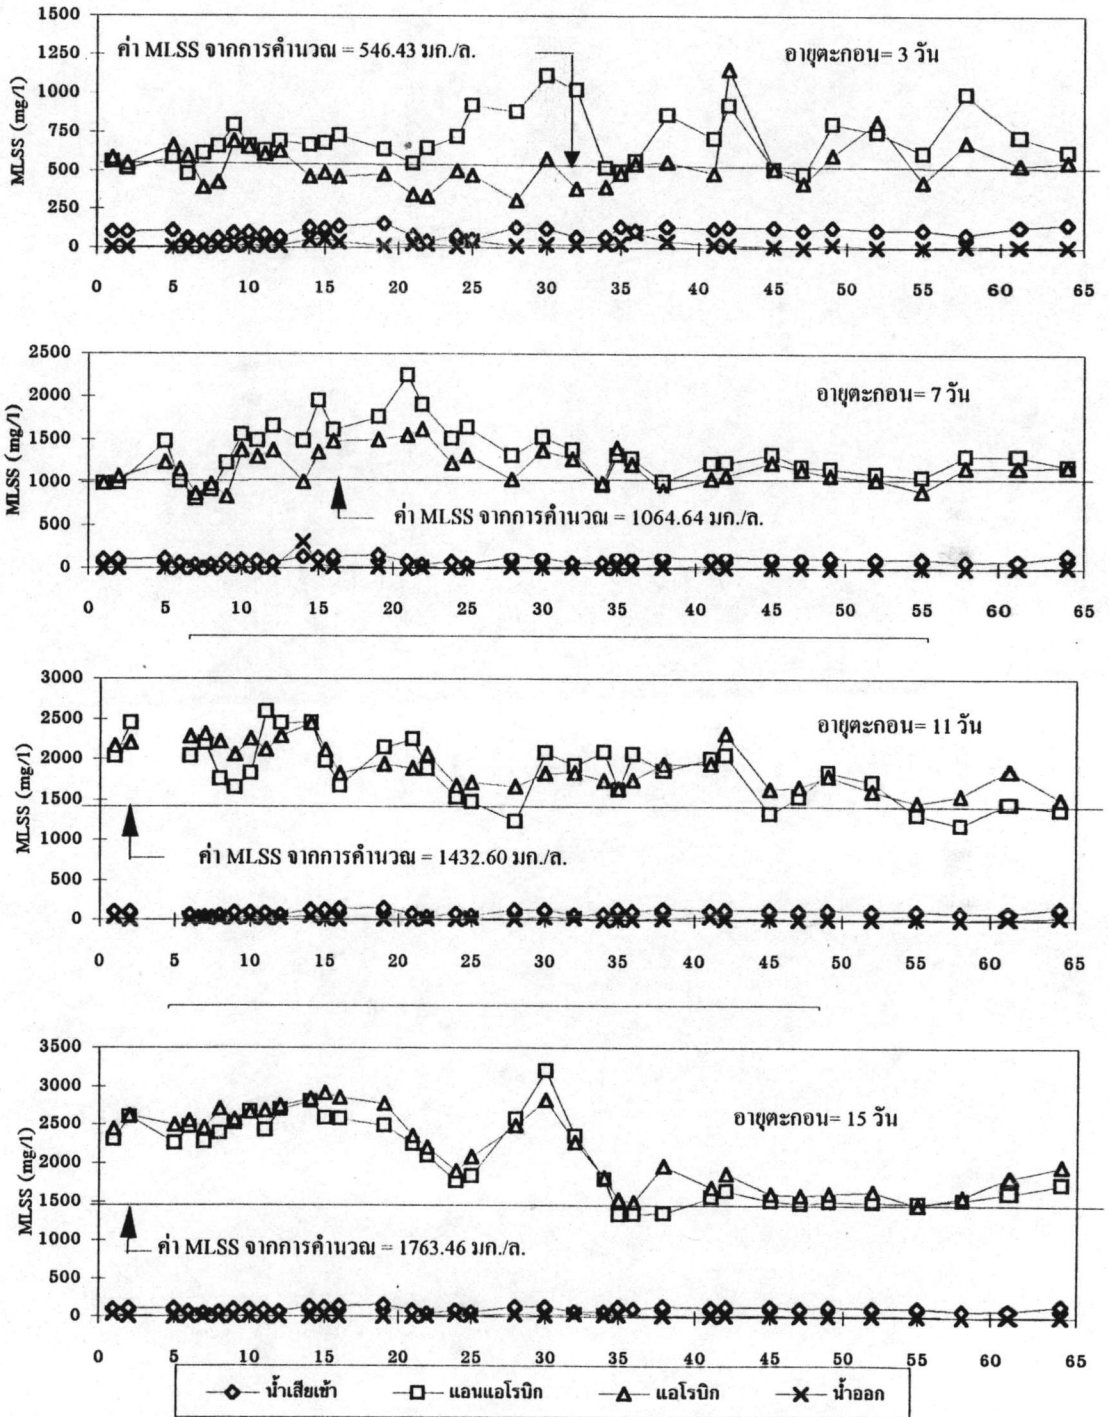 1500
1250
1000
750
500
250
0
MLSS (mg/l)
ค่า MLSS จากการคำนวณ = 546.43 มก./ล.
อายุตะกอน= 3 วัน
0 5 10 15 20 25 30 35 40 45 50 55 60 65
2500
2000
1500
1000
500
0
MLSS (mg/l)
อายุตะกอน= 7 วัน
ค่า MLSS จากการคำนวณ = 1064.64 มก./ล.
0 5 10 15 20 25 30 35 40 45 50 55 60 65
3000
2500
2000
1500
1000
500
0
MLSS (mg/l)
อายุตะกอน= 11 วัน
ค่า MLSS จากการคำนวณ = 1432.60 มก./ล.
0 5 10 15 20 25 30 35 40 45 50 55 60 65
3500
3000
2500
2000
1500
1000
500
0
MLSS (mg/l)
อายุตะกอน= 15 วัน
ค่า MLSS จากการคำนวณ = 1763.46 มก./ล.
0 5 10 15 20 25 30 35 40 45 50 55 60 65
น้ำเสียเข้า แอนแอโรบิก แอโรบิก น้ำออก